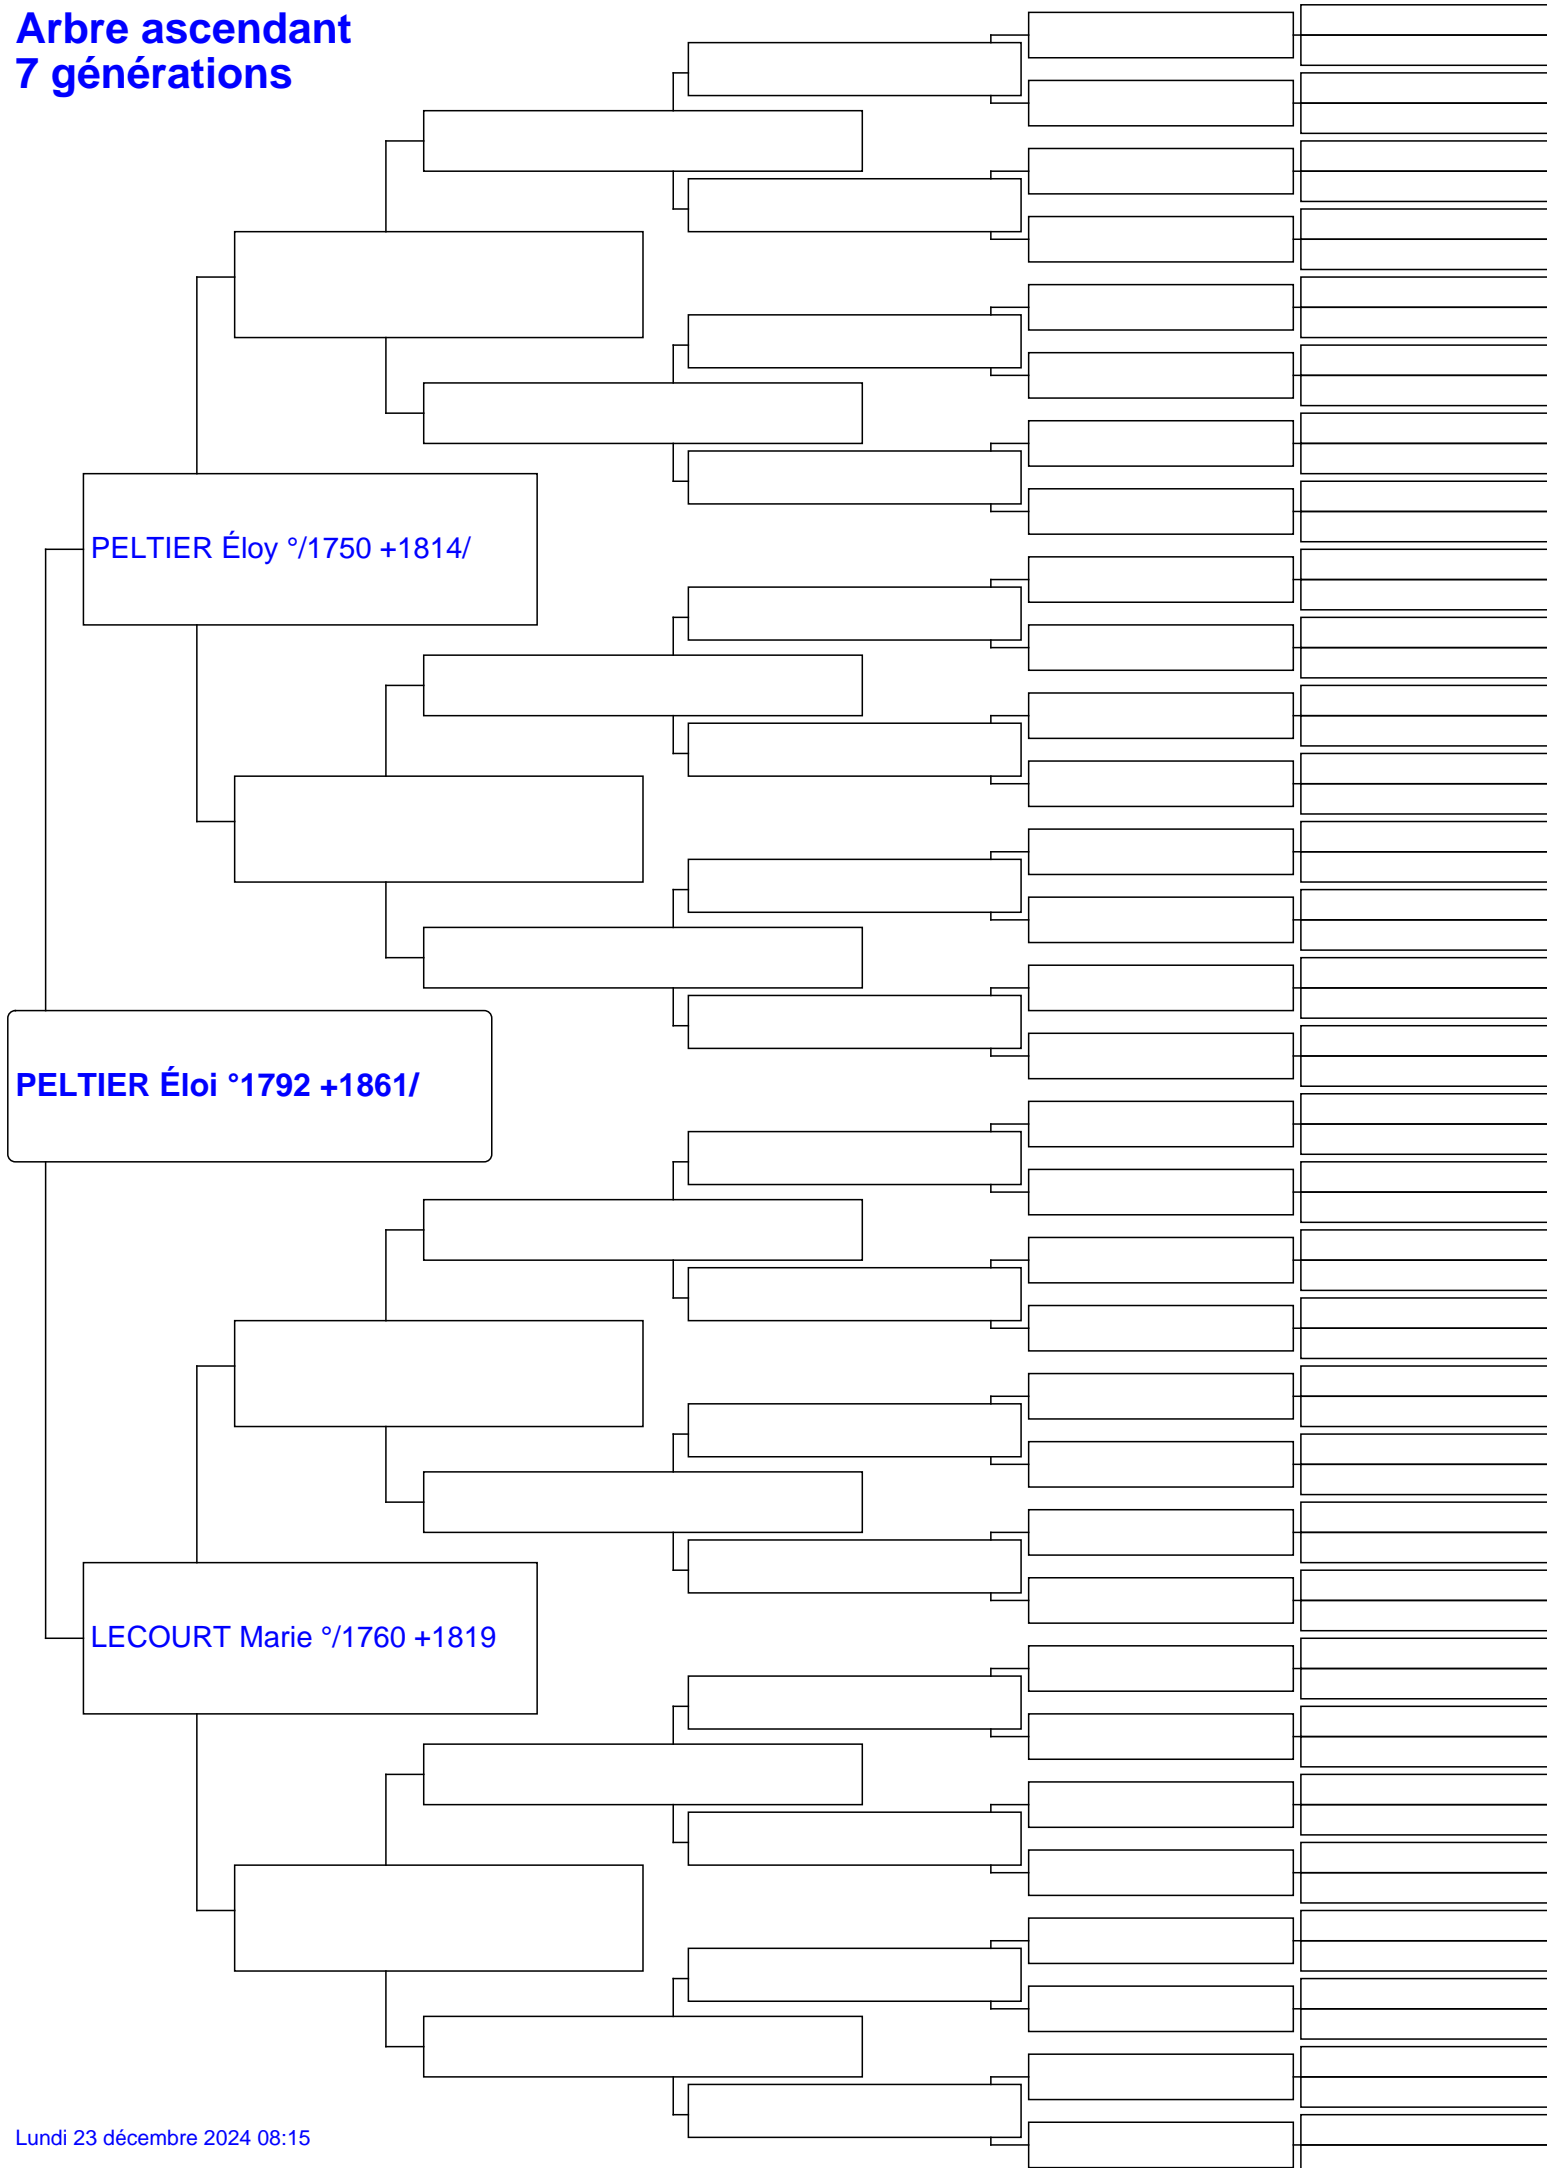 Arbre ascendant
7 générations
PELTIER Éloy °/1750 +1814/
PELTIER Éloi °1792 +1861/
LECOURT Marie °/1760 +1819
Lundi 23 décembre 2024 08:15